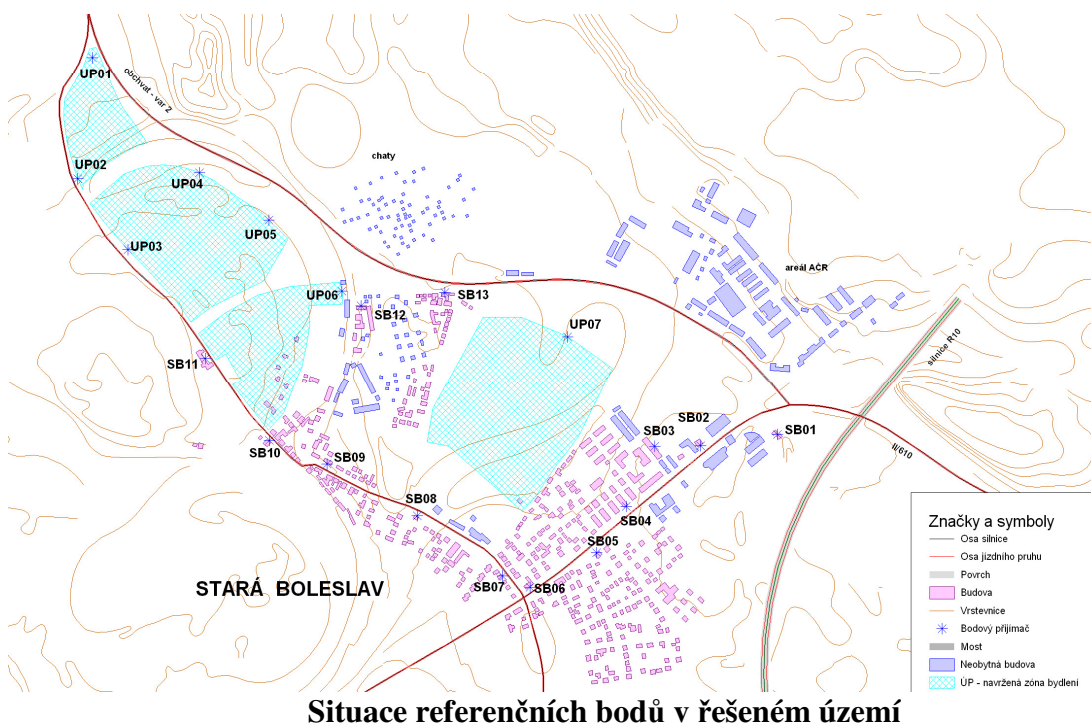 UP01
obchvat - var 2
chaty
UP02
UP04
UP05
UP03
areál AČR
UP06
SB13
SB12
UP07
silnice R10
SB11
SB02
SB01
SB03
SB10
SB09
II/610
SB08
SB04
SB05
STARÁ BOLESLAV
SB07
SB06
Značky a symboly
Osa silnice
Osa jízdního pruhu
Povrch
Budova
Vrstevnice
Bodový přijímač
Most
Neobytná budova
ÚP - navržená zóna bydlení
Situace referenčních bodů v řešeném území